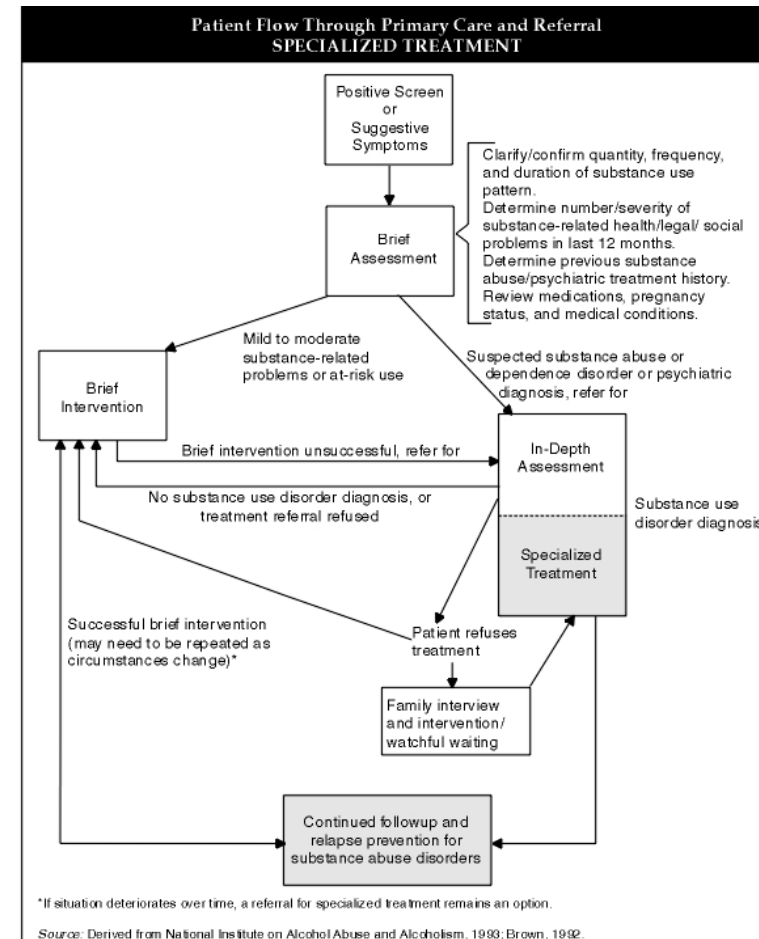 Patient Flow Through Primary Care and Referral
SPECIALIZED TREATMENT
Positive Screen
or
Suggestive
Symptoms
Clarify/confirm quantity, frequency,
and duration of substance use
pattern.
Determine number/severity of
substance-related health/legal/ social
problems in last 12 months.
Determine previous substance
abuse/psychiatric treatment history.
Review medications, pregnancy
status, and medical conditions.
Brief
Assessment
Mild to moderate
substance-related
problems or at-risk use
Suspected substance abuse or
dependence disorder or psychiatric
diagnosis, refer for
Brief
Intervention
Brief intervention unsuccessful, refer for
In-Depth
Assessment
No substance use disorder diagnosis, or
treatment referral refused
Substance use
disorder diagnosis
Specialized
Treatment
Successful brief intervention
(may need to be repeated as
circumstances change)*
Patient refuses
treatment
Family interview
and intervention/
watchful waiting
Continued followup and
relapse prevention for
substance abuse disorders
*If situation deteriorates over time, a referral for specialized treatment remains an option.
Source: Derived from National Institute on Alcohol Abuse and Alcoholism, 1993; Brown, 1992.